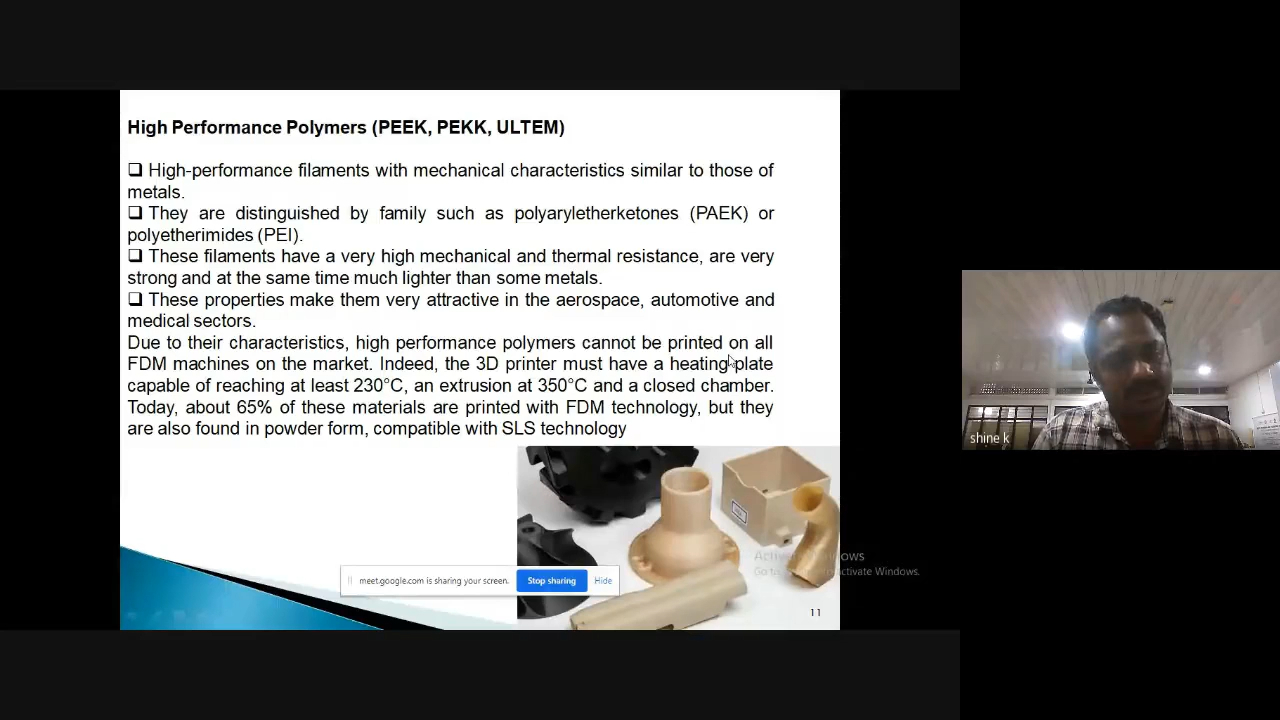 High Performance Polymers (PEEK, PEKK, ULTEM)
❑ High-performance filaments with mechanical characteristics similar to those of
metals.
❑ They are distinguished by family such as polyaryletherketones (PAEK) or
polyetherimides (PEI).
❑ These filaments have a very high mechanical and thermal resistance, are very
strong and at the same time much lighter than some metals.
❑ These properties make them very attractive in the aerospace, automotive and
medical sectors.
Due to their characteristics, high performance polymers cannot be printed on all
FDM machines on the market. Indeed, the 3D printer must have a heating plate
capable of reaching at least 230°C, an extrusion at 350°C and a closed chamber.
Today, about 65% of these materials are printed with FDM technology, but they
are also found in powder form, compatible with SLS technology
shine k
Activate Windows
Go to activate Windows.
meet.google.com is sharing your screen.
Stop sharing
Hide
11